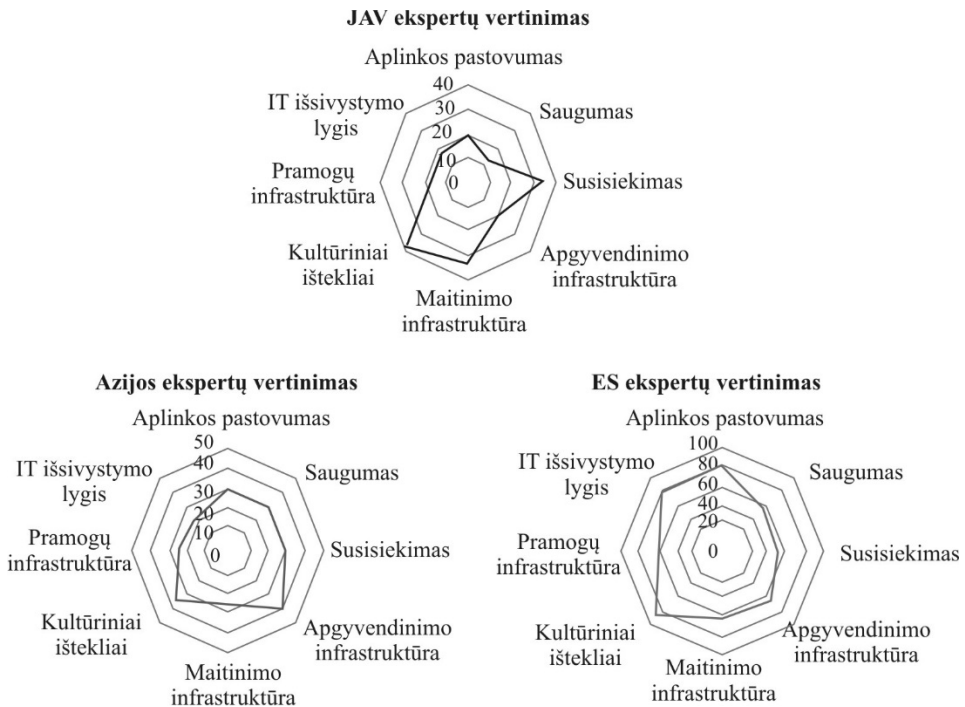 JAV ekspertų vertinimas
Aplinkos pastovumas
40
30
20
10
0
IT išsivystymo
lygis
Saugumas
Pramogų
infrastruktūra
Susisiekimas
Kultūriniai
ištekliai
Apgyvendinimo
infrastruktūra
Maitinimo
infrastruktūra
Azijos ekspertų vertinimas
Aplinkos pastovumas
50
40
30
20
10
0
IT išsivystymo
lygis
Saugumas
Pramogų
infrastruktūra
Susisiekimas
Kultūriniai
ištekliai
Apgyvendinimo
infrastruktūra
Maitinimo
infrastruktūra
ES ekspertų vertinimas
Aplinkos pastovumas
100
80
60
40
20
0
IT išsivystymo
lygis
Saugumas
Pramogų
infrastruktūra
Susisiekimas
Kultūriniai
ištekliai
Apgyvendinimo
infrastruktūra
Maitinimo
infrastruktūra